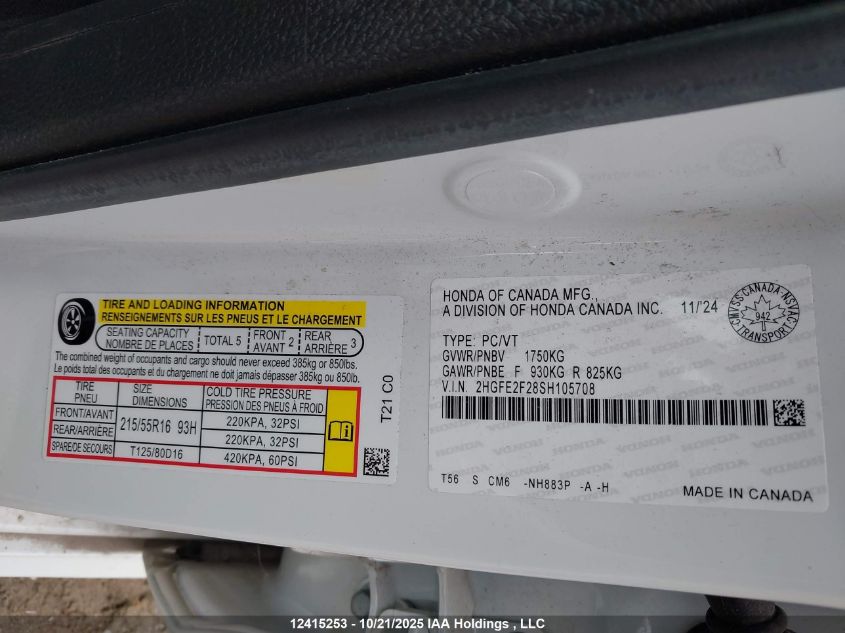 TIRE AND LOADING INFORMATION
RENSEIGNEMENTS SUR LES PNEUS ET LE CHARGEMENT
SEATING CAPACITY
NOMBRE DE PLACES
TOTAL 5
FRONT
AVANT 2
REAR
ARRIÈRE 3
The combined weight of occupants and cargo should never exceed 385kg or 850lbs.
Le poids total des occupants et du chargement ne doit jamais dépasser 385kg ou 850lb.
TIRE
PNEU
SIZE
DIMENSIONS
COLD TIRE PRESSURE
PRESSION DES PNEUS À FROID
FRONT/AVANT
215/55R16 93H
220KPA, 32PSI
REAR/ARRIÈRE
220KPA, 32PSI
SPARE/DE SECOURS
T125/80D16
420KPA, 60PSI
T21 C0
HONDA OF CANADA MFG.,
A DIVISION OF HONDA CANADA INC. 11/'24
CMVSS CANADA NSVAC
942
TRANSPORT
TYPE: PC/VT
GVWR/PNBV 1750KG
GAWR/PNBE F 930KG R 825KG
V.I.N. 2HGFE2F28SH105708
T56 S CM6 -NH883P -A -H
MADE IN CANADA
12415253 - 10/21/2025 IAA Holdings , LLC